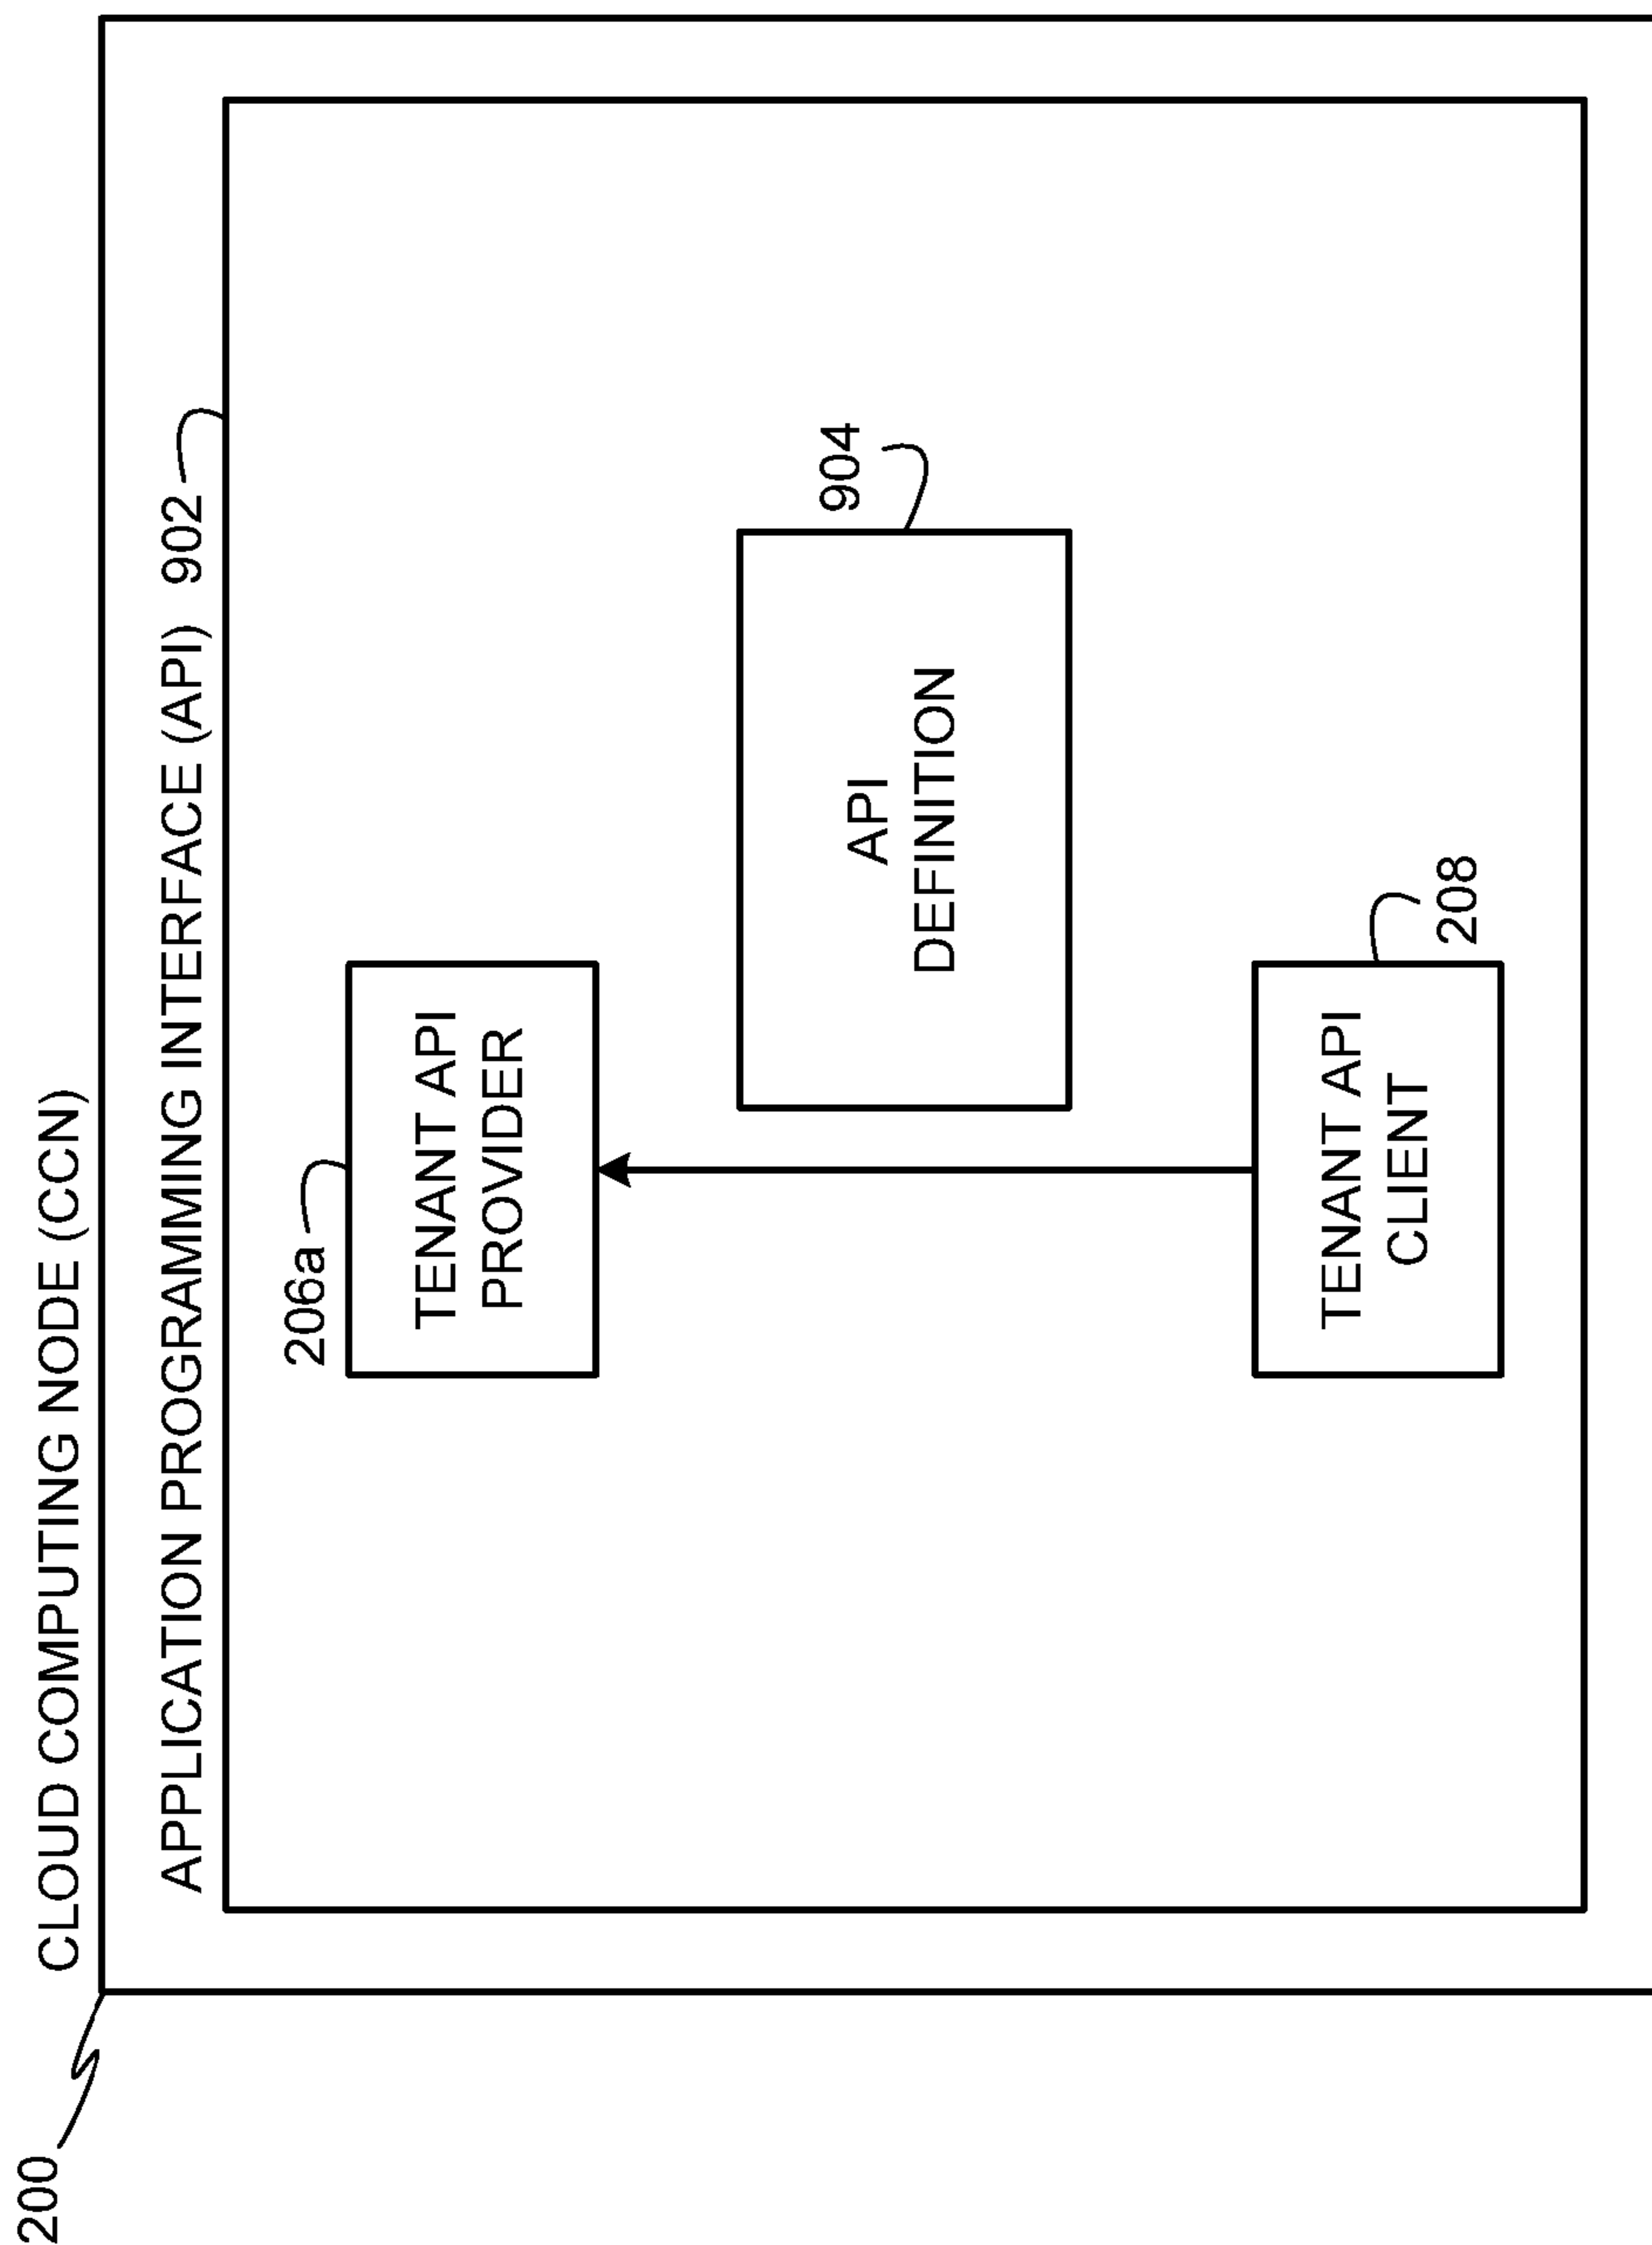 200
CLOUD COMPUTING NODE (CCN)
APPLICATION PROGRAMMING INTERFACE (API) 902
206a
TENANT API
PROVIDER
904
API
DEFINITION
208
TENANT API
CLIENT